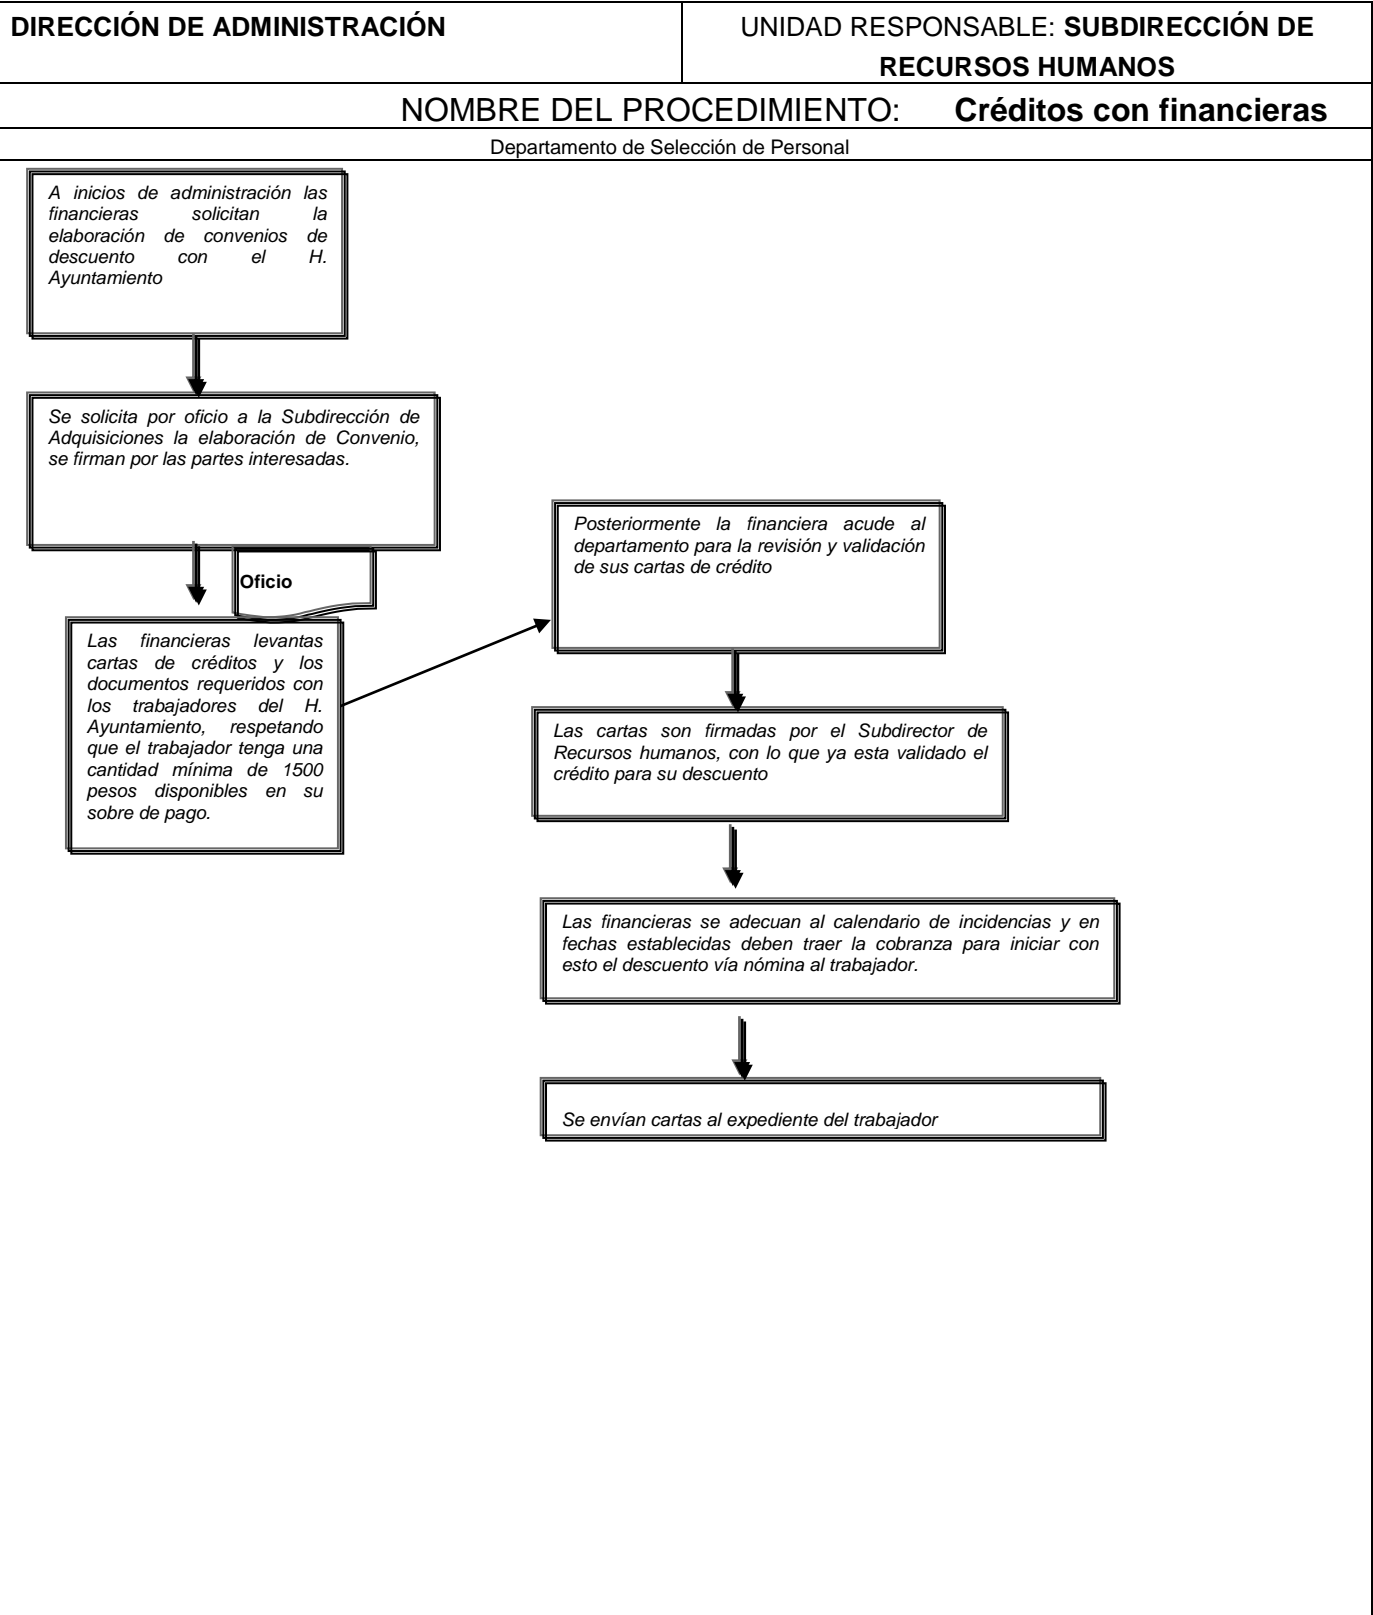 DIRECCIÓN DE ADMINISTRACIÓN
UNIDAD RESPONSABLE: SUBDIRECCIÓN DE
RECURSOS HUMANOS
NOMBRE DEL PROCEDIMIENTO: Créditos con financieras
Departamento de Selección de Personal
A inicios de administración las
financieras solicitan la
elaboración de convenios de
descuento con el H.
Ayuntamiento
Se solicita por oficio a la Subdirección de
Adquisiciones la elaboración de Convenio,
se firman por las partes interesadas.
Oficio
Las financieras levantas
cartas de créditos y los
documentos requeridos con
los trabajadores del H.
Ayuntamiento, respetando
que el trabajador tenga una
cantidad mínima de 1500
pesos disponibles en su
sobre de pago.
Posteriormente la financiera acude al
departamento para la revisión y validación
de sus cartas de crédito
Las cartas son firmadas por el Subdirector de
Recursos humanos, con lo que ya esta validado el
crédito para su descuento
Las financieras se adecuan al calendario de incidencias y en
fechas establecidas deben traer la cobranza para iniciar con
esto el descuento vía nómina al trabajador.
Se envían cartas al expediente del trabajador